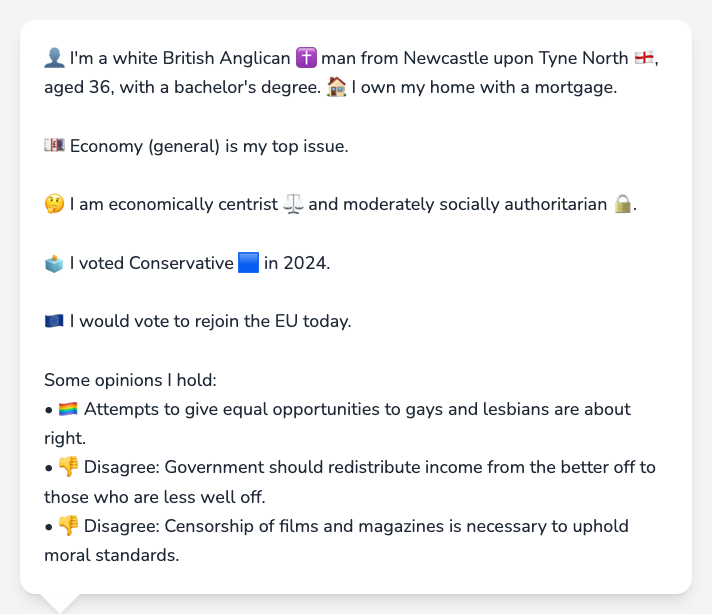 👤 I'm a white British Anglican ✝️ man from Newcastle upon Tyne North 🏴󠁧󠁢󠁥󠁮󠁧󠁿,
aged 36, with a bachelor's degree. 🏠 I own my home with a mortgage.
💷 Economy (general) is my top issue.
🤔 I am economically centrist ⚖️ and moderately socially authoritarian 🔒.
🗳️ I voted Conservative 🟦 in 2024.
🇪🇺 I would vote to rejoin the EU today.
Some opinions I hold:
• 🏳️‍🌈 Attempts to give equal opportunities to gays and lesbians are about
right.
• 👎 Disagree: Government should redistribute income from the better off to
those who are less well off.
• 👎 Disagree: Censorship of films and magazines is necessary to uphold
moral standards.